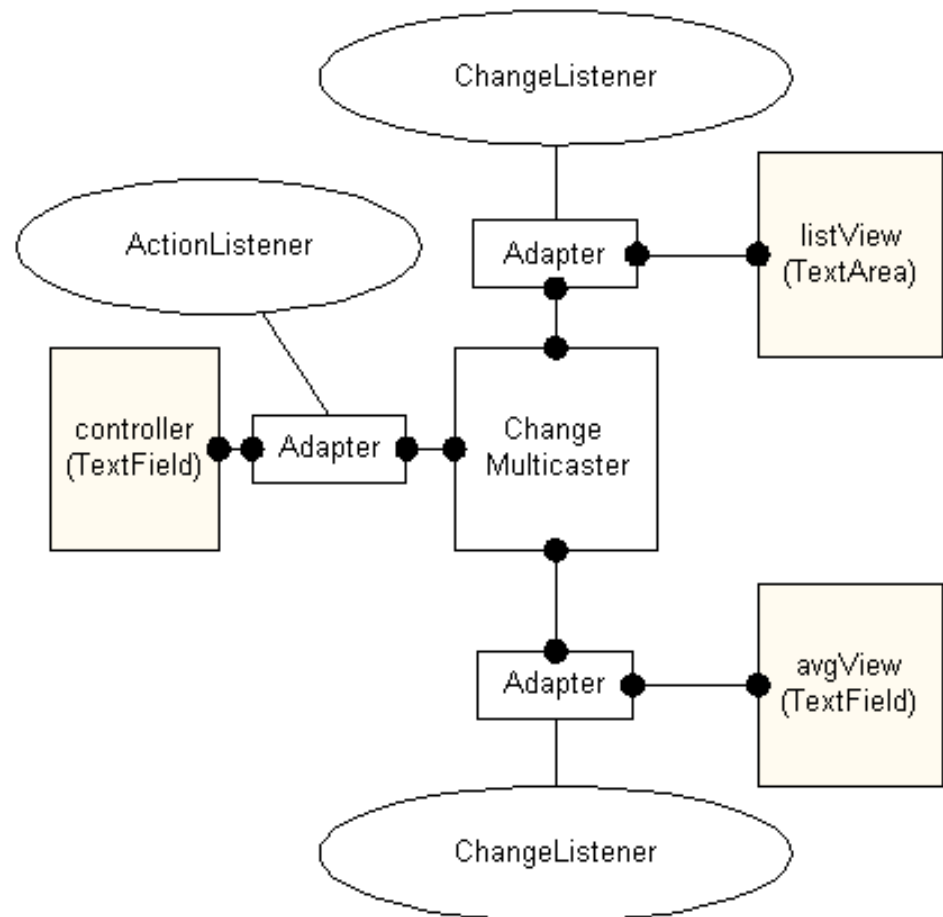 ChangeListener
ActionListener
Adapter
listView
(TextArea)
controller
(TextField)
Adapter
Change
Multicaster
Adapter
avgView
(TextField)
ChangeListener